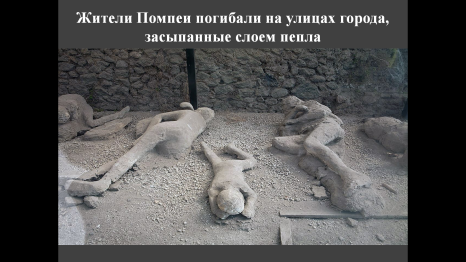 Жители Помпеи погибали на улицах города,
засыпанные слоем пепла